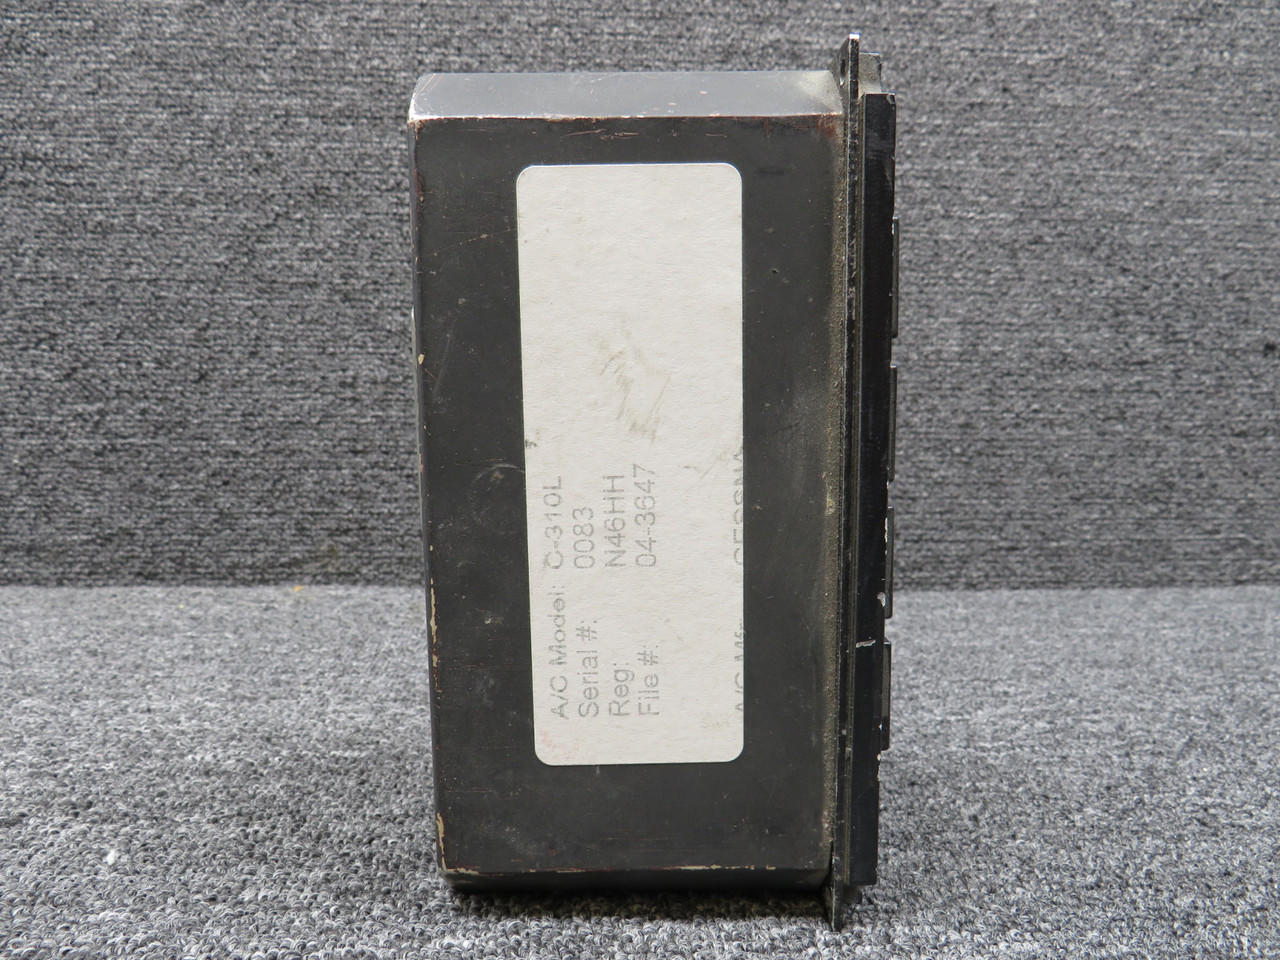 A/C Model: C-310L
Serial #: 0083
Reg: N46HH
File #: 04-3647